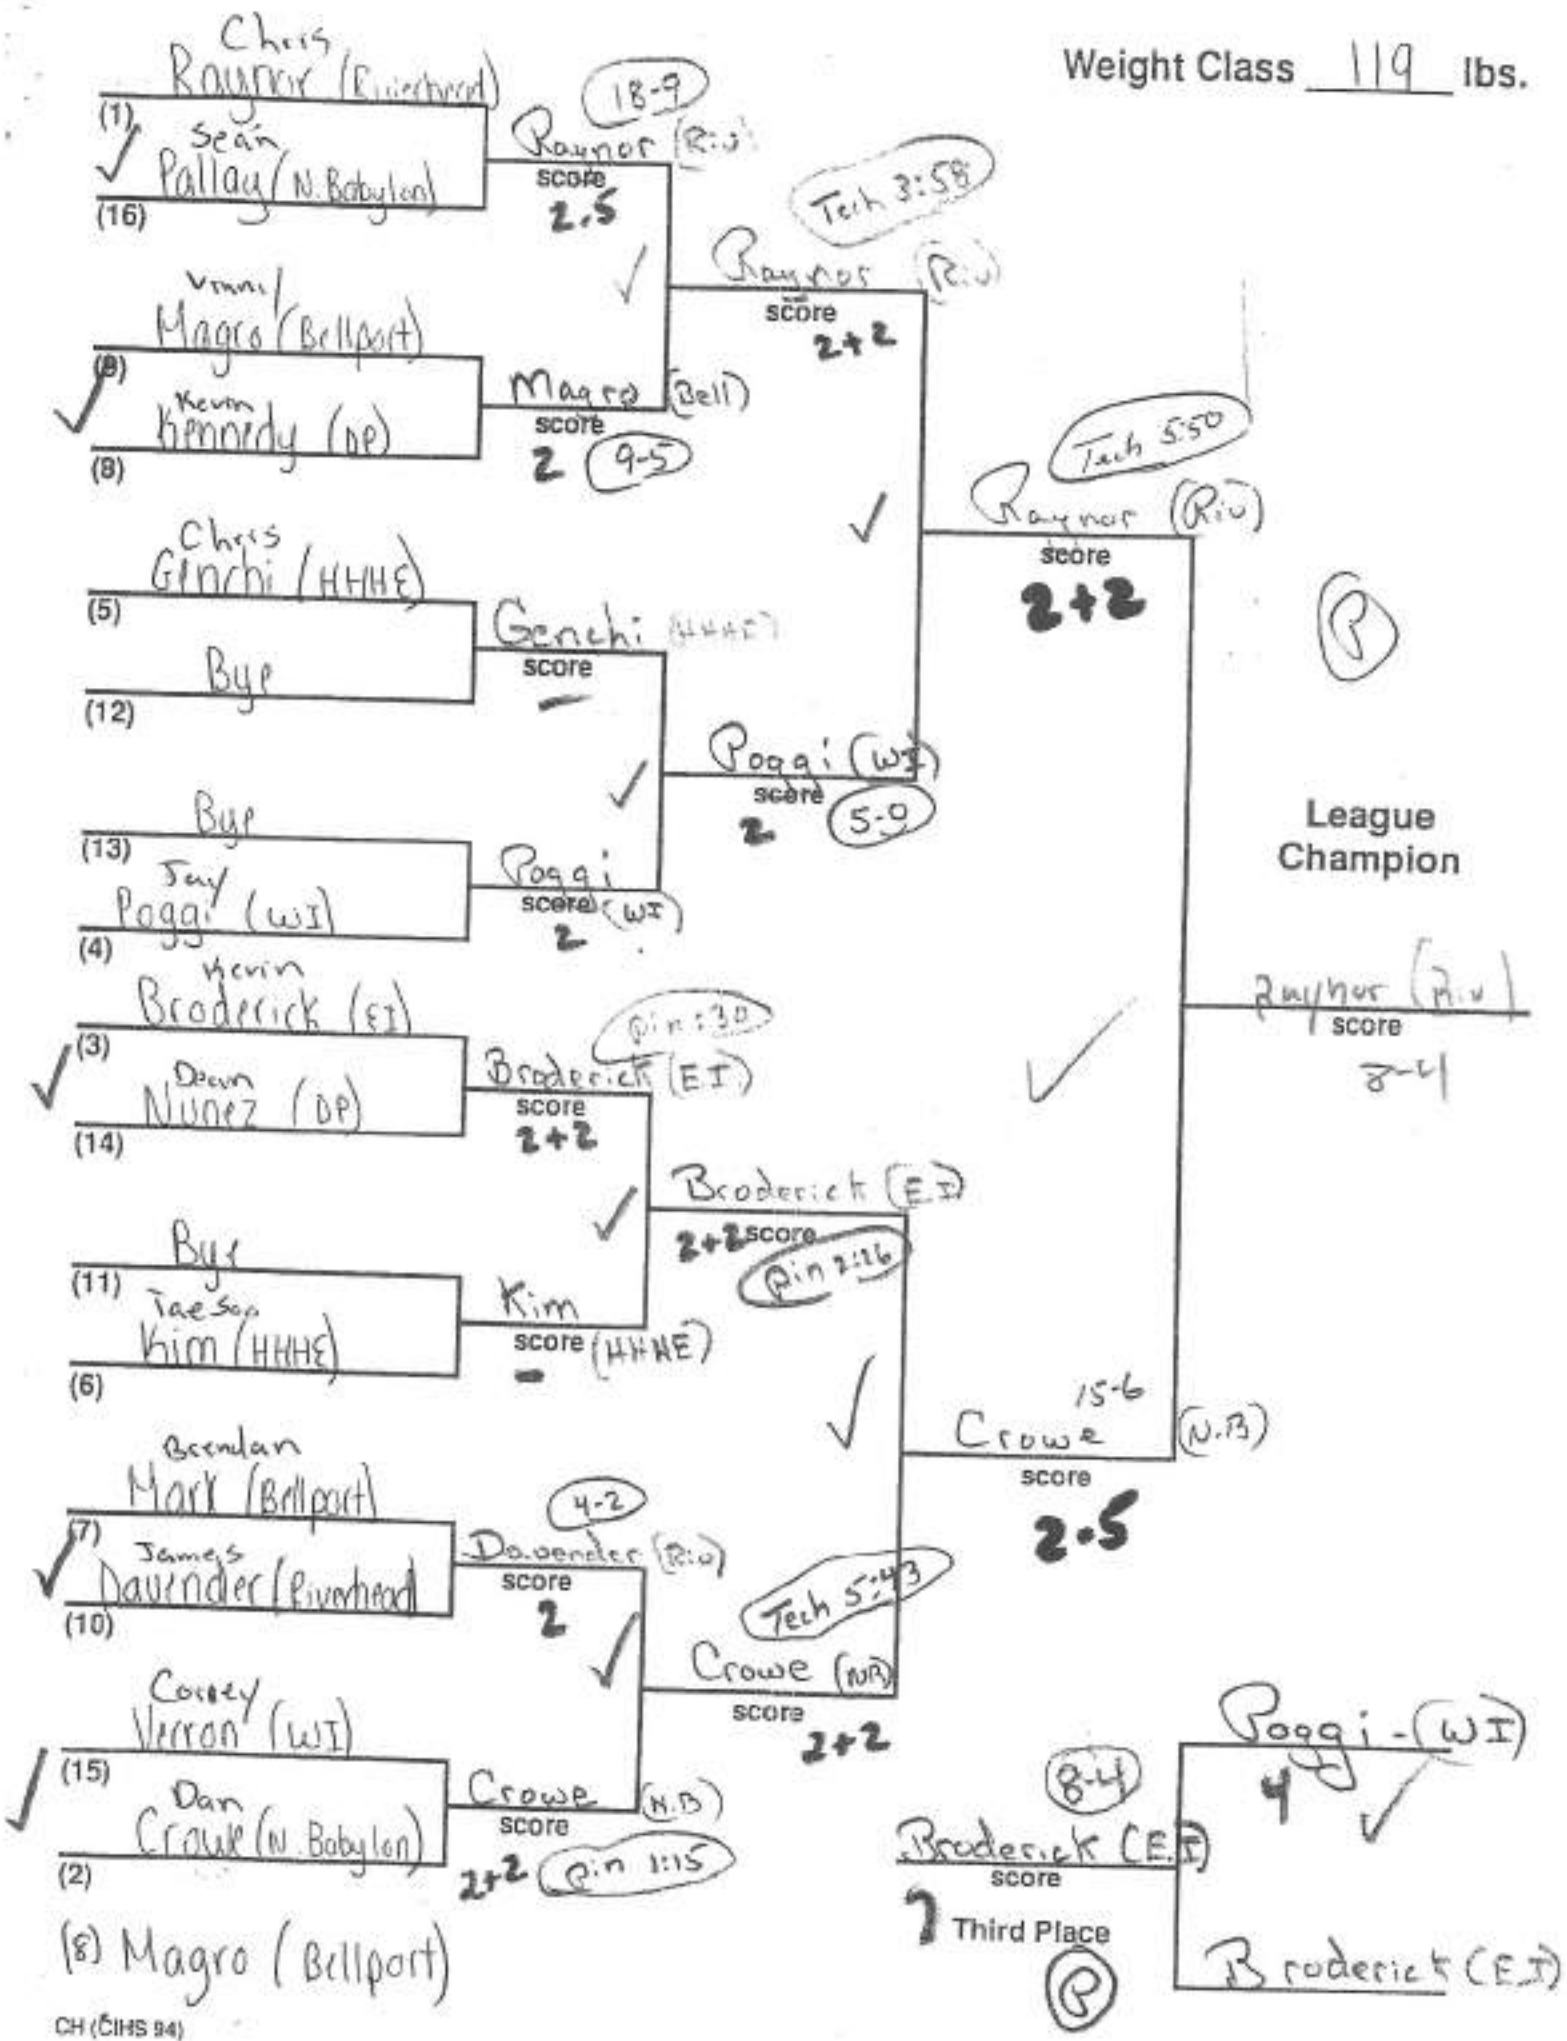 Weight Class 119 lbs.
Chris
Raynor (Riverhead)
(1)
Sean
Pallay (N. Babylon)
(16)
18-9
Raynor (Riv)
score
2.5
Tech 3:58
Raynor (Riv)
score
2+2
Magro (Bellport)
(9)
Kevin
Kennedy (DP)
(8)
Magro (Bell)
score
2 9-5
Tech 5:50
Raynor (Riv)
score
2+2
Chris
Genchi (HHHE)
(5)
Bye
(12)
Genchi (HHHE)
score
-
P
Poggi (WI)
score
2 5-0
Bye
(13)
Jay
Poggi (WI)
(4)
Poggi
score (WI)
2
League
Champion
Raynor (Riv)
score
8-4
Kevin
Broderick (EI)
(3)
Dean
Nunez (DP)
(14)
pin :30
Broderick (EI)
score
2+2
Broderick (E.I)
2+2 score
pin 2:26
Bye
(11)
Tae Soo
Kim (HHHE)
(6)
Kim
score (HHHE)
-
15-6
Crowe (N.B)
score
2.5
Brendan
Mark (Bellport)
(7)
James
Davender (Riverhead)
(10)
4-2
Davender (Riv)
score
2
Tech 5:43
Crowe (NB)
score
2+2
Correy
(WI)
(15)
Dan
Crowe (N. Babylon)
(2)
Crowe (N.B)
score
2+2 pin 1:15
Poggi - (WI)
4
8-4
Broderick (E.I)
score
7 Third Place
P
Broderick (E.I)
(8) Magro (Bellport)
CH (CIHS 94)